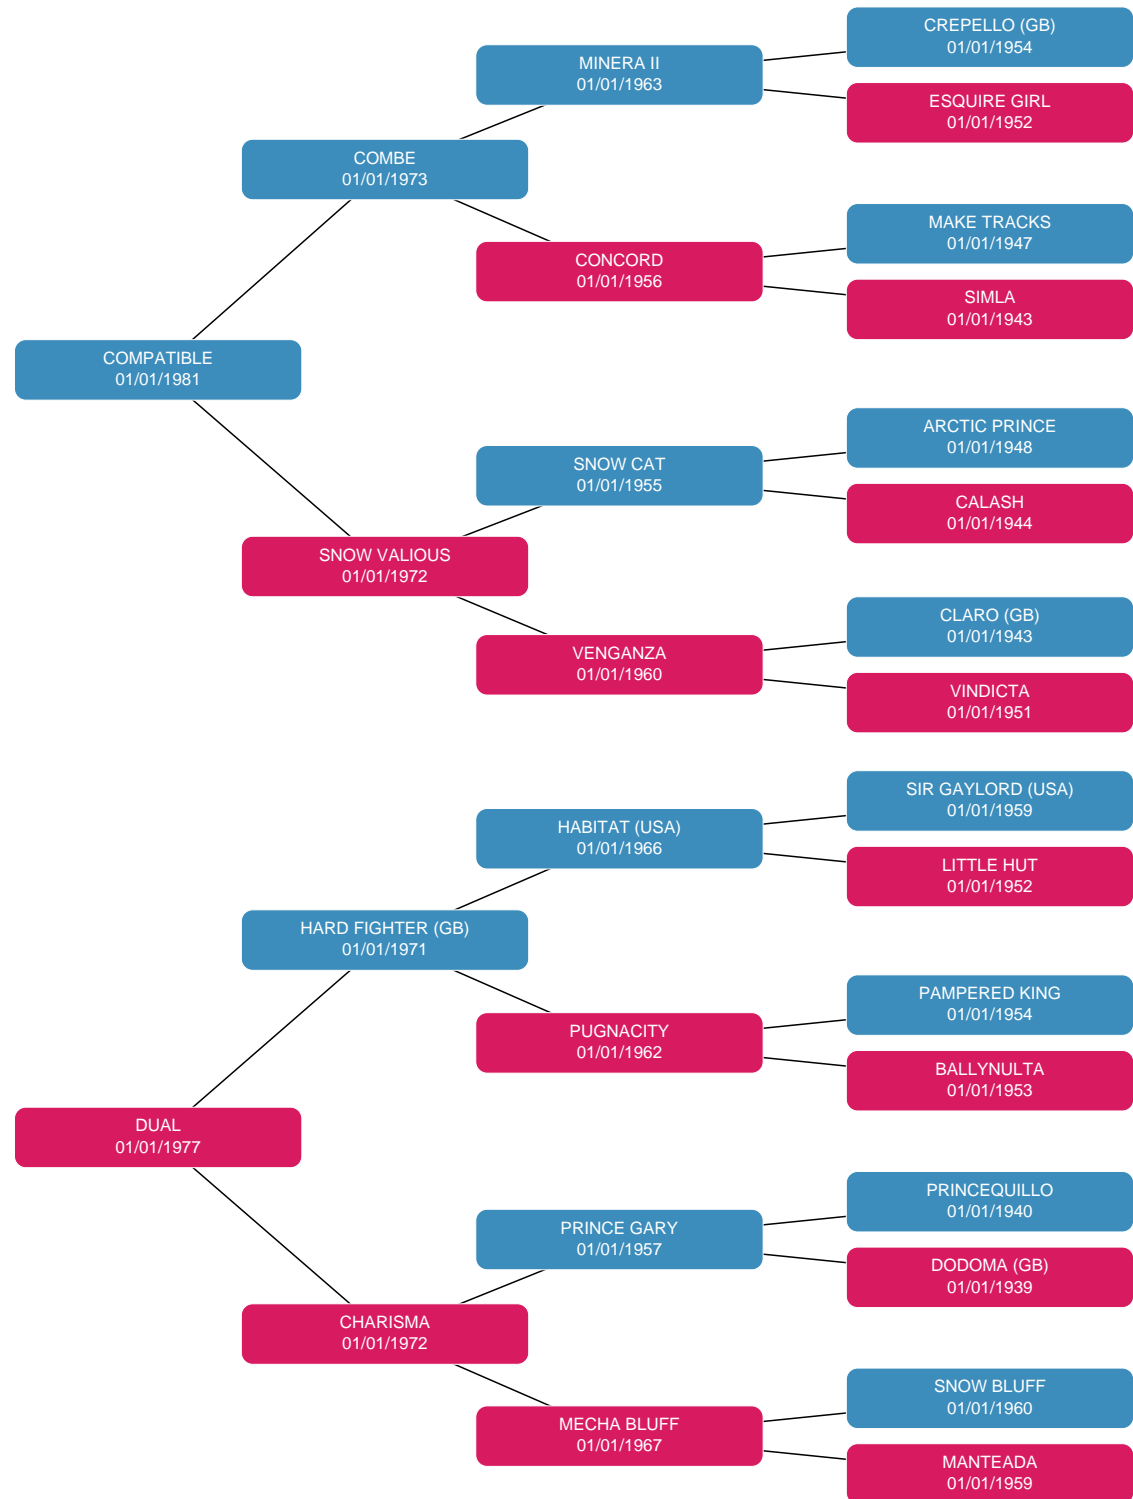 CREPELLO (GB)
01/01/1954
MINERA II
01/01/1963
ESQUIRE GIRL
01/01/1952
COMBE
01/01/1973
MAKE TRACKS
01/01/1947
CONCORD
01/01/1956
SIMLA
01/01/1943
COMPATIBLE
01/01/1981
ARCTIC PRINCE
01/01/1948
SNOW CAT
01/01/1955
CALASH
01/01/1944
SNOW VALIOUS
01/01/1972
CLARO (GB)
01/01/1943
VENGANZA
01/01/1960
VINDICTA
01/01/1951
SIR GAYLORD (USA)
01/01/1959
HABITAT (USA)
01/01/1966
LITTLE HUT
01/01/1952
HARD FIGHTER (GB)
01/01/1971
PAMPERED KING
01/01/1954
PUGNACITY
01/01/1962
BALLYNULTA
01/01/1953
DUAL
01/01/1977
PRINCEQUILLO
01/01/1940
PRINCE GARY
01/01/1957
DODOMA (GB)
01/01/1939
CHARISMA
01/01/1972
SNOW BLUFF
01/01/1960
MECHA BLUFF
01/01/1967
MANTEADA
01/01/1959